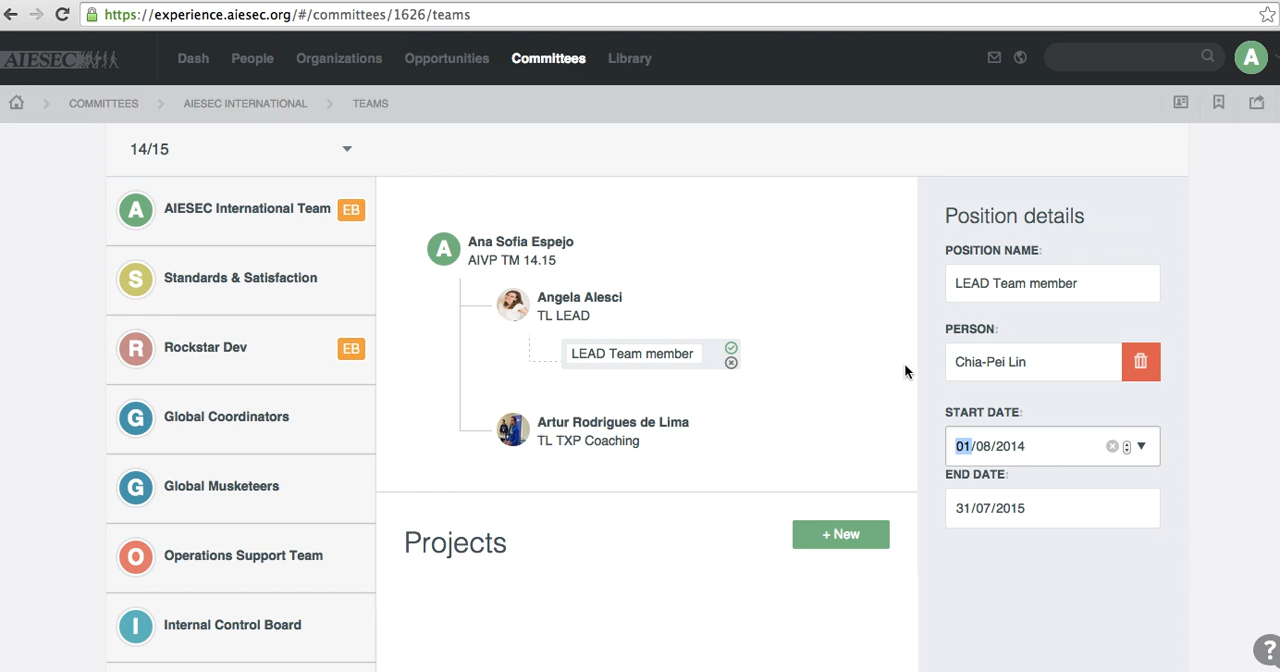 https://experience.aiesec.org/#/committees/1626/teams
AIESEC Dash People Organizations Opportunities Committees Library A
COMMITTEES AIESEC INTERNATIONAL TEAMS
14/15
A AIESEC International Team EB
S Standards & Satisfaction
R Rockstar Dev EB
G Global Coordinators
G Global Musketeers
O Operations Support Team
I Internal Control Board
A Ana Sofia Espejo
AIVP TM 14.15
Angela Alesci
TL LEAD
LEAD Team member
Artur Rodrigues de Lima
TL TXP Coaching
Projects
+ New
Position details
POSITION NAME:
LEAD Team member
PERSON:
Chia-Pei Lin
START DATE:
01/08/2014
END DATE:
31/07/2015
?